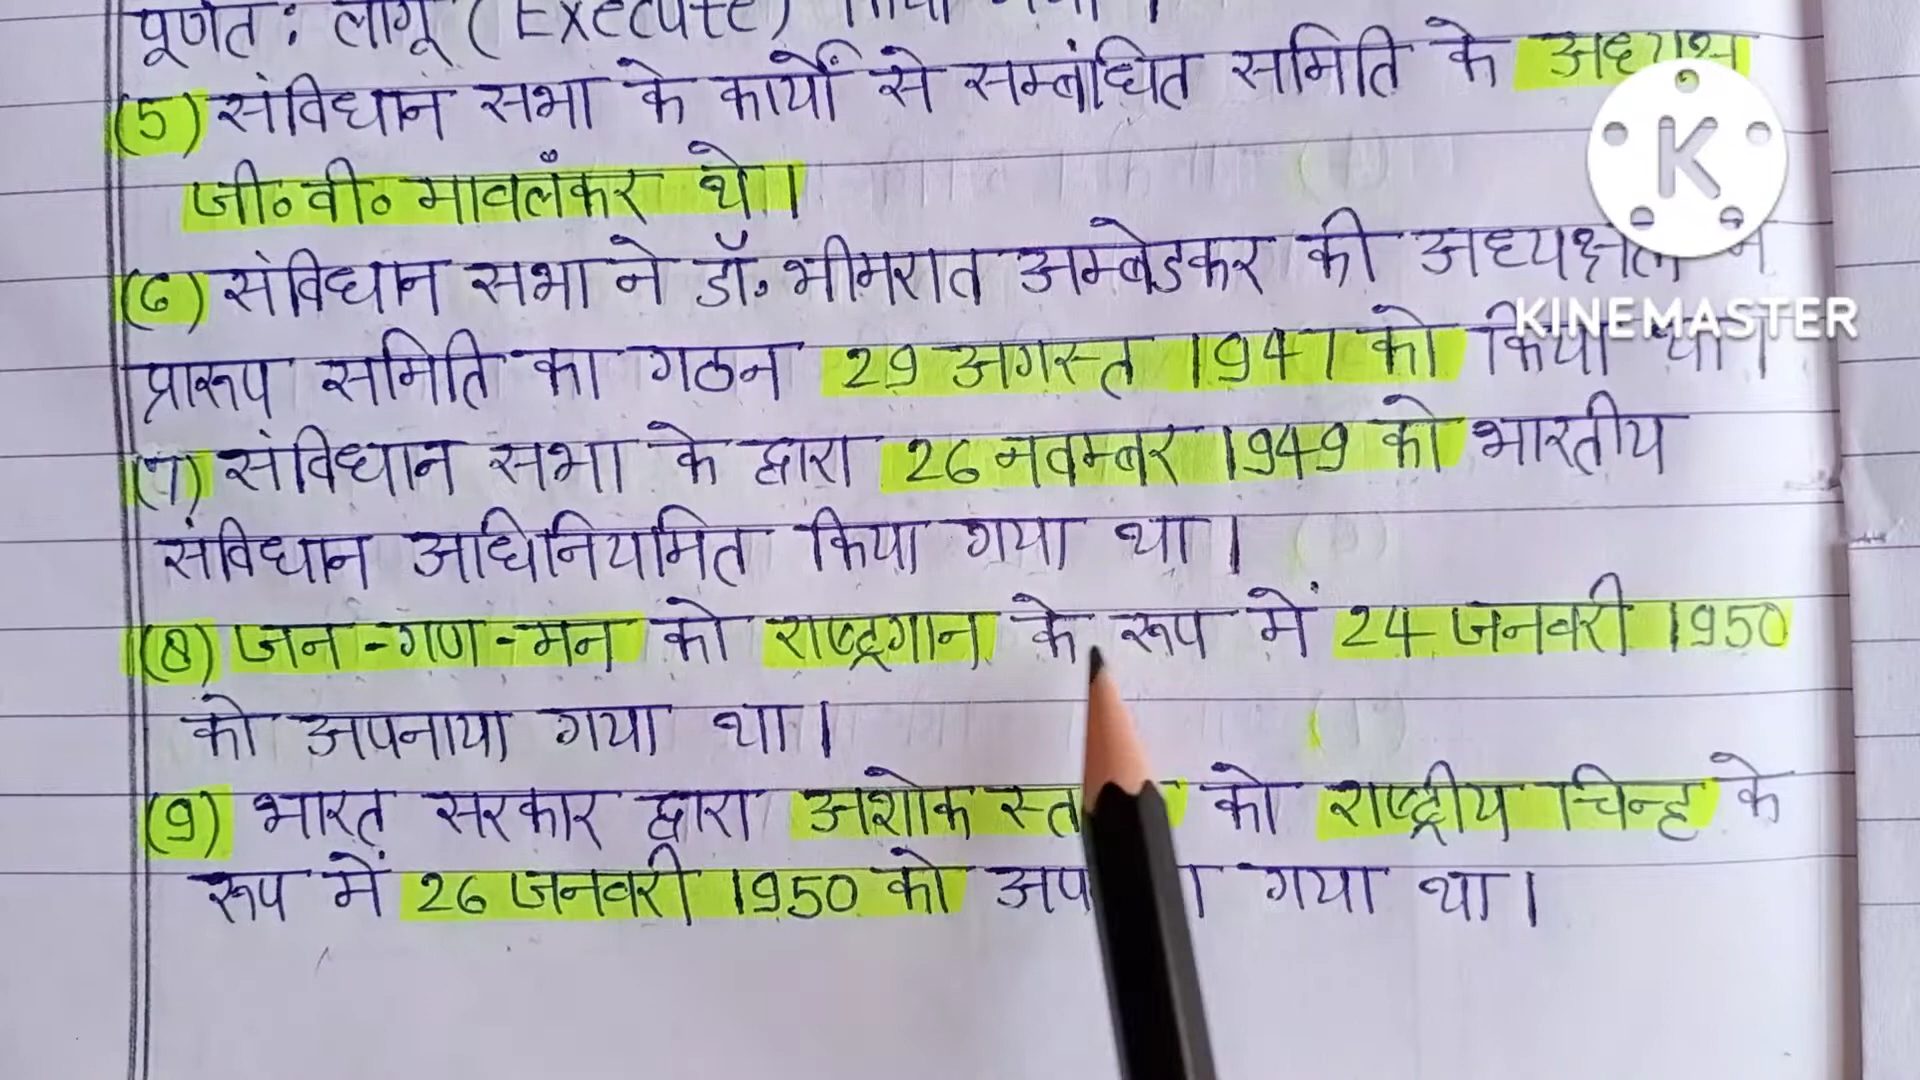 पूर्णत: लागू (Execute) किया गया ।
(5) संविधान सभा के कार्यों से सम्बंधित समिति के अध्यक्ष
जी॰वी॰ मावलँकर थे।
(6) संविधान सभा ने डॉ॰ भीमरात अम्बेडकर की अध्यक्षता में
प्रारूप समिति का गठन 29 अगस्त 1947 को किया था।
(7) संविधान सभा के द्वारा 26 नवम्बर 1949 को भारतीय
संविधान अधिनियमित किया गया था।
(8) जन-गण-मन को राष्ट्रगान के रूप में 24 जनवरी 1950
को अपनाया गया था।
(9) भारत सरकार द्वारा अशोक को राष्ट्रीय चिन्ह के
रूप में 26 जनवरी 1950 को गया था।
K
KINEMASTER